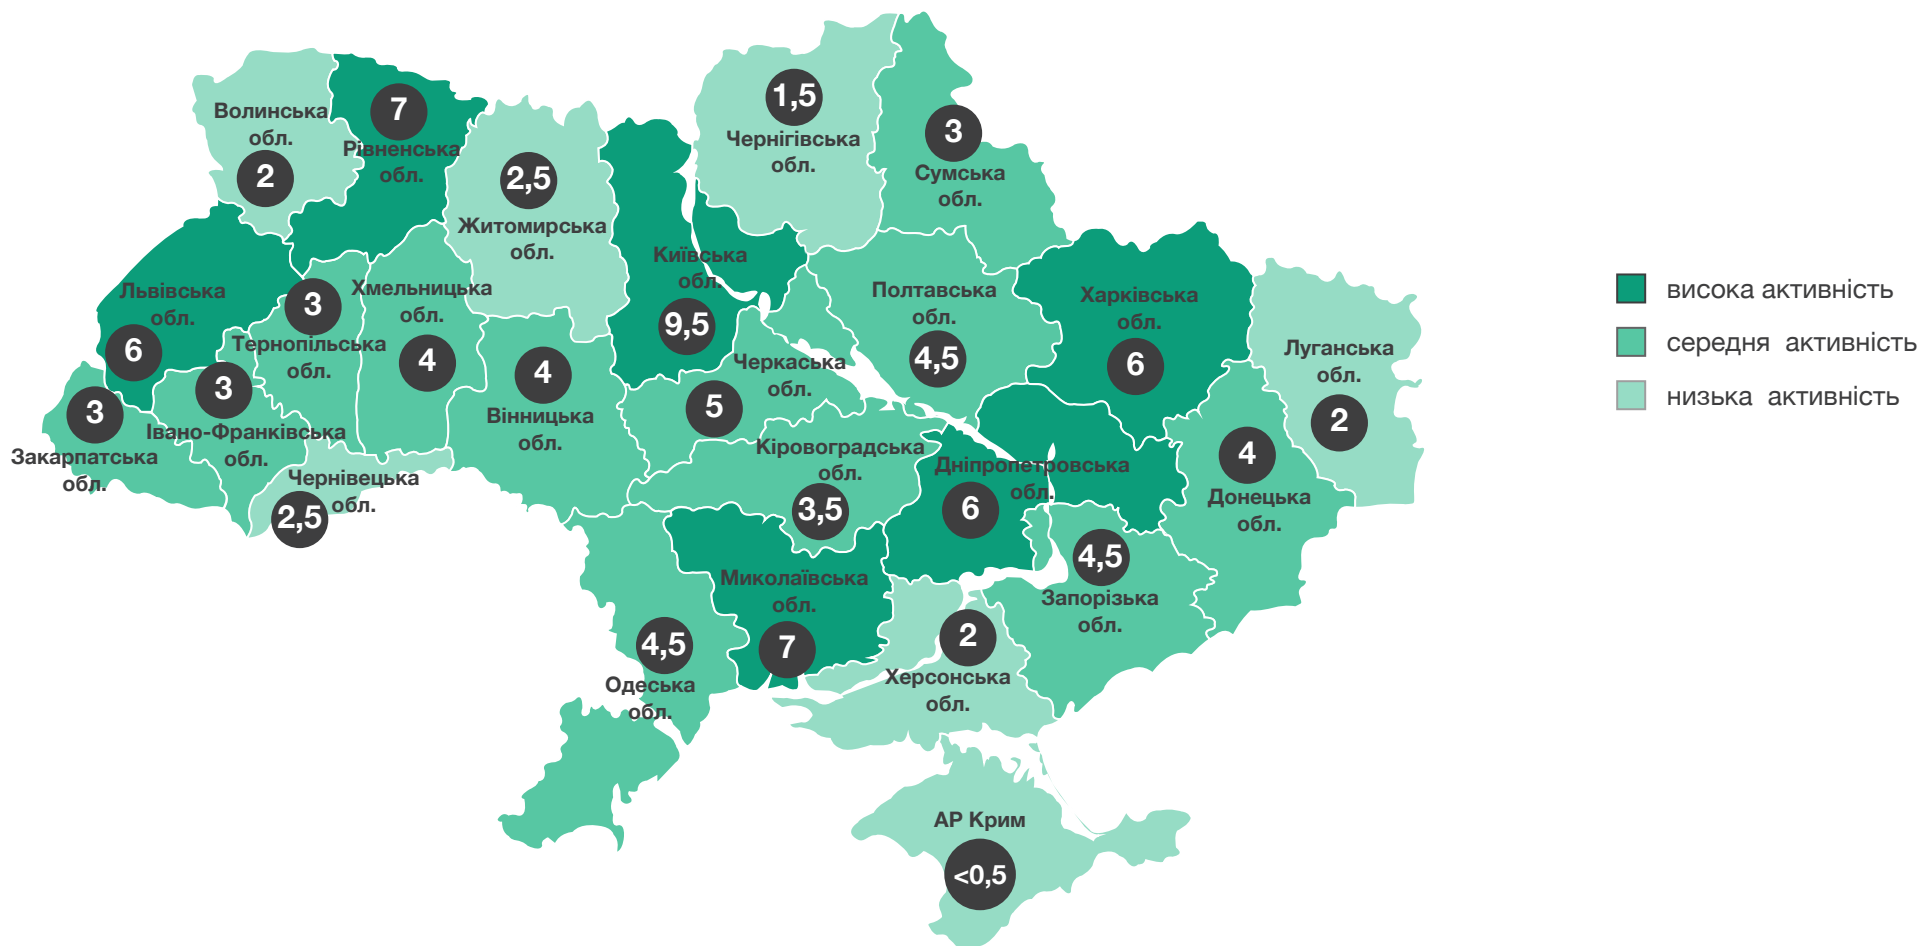 Волинська
обл.
2
7
Рівненська
обл.
2,5
Житомирська
обл.
Київська
обл.
9,5
1,5
Чернігівська
обл.
3
Сумська
обл.
Львівська
обл.
6
3
Тернопільська
обл.
Хмельницька
обл.
4
4
Вінницька
обл.
Черкаська
обл.
5
Полтавська
обл.
4,5
Харківська
обл.
6
Луганська
обл.
2
3
Закарпатська
обл.
3
Івано-Франківська
обл.
Чернівецька
обл.
2,5
Кіровоградська
обл.
3,5
Дніпропетровська
обл.
6
4
Донецька
обл.
4,5
Запорізька
обл.
Миколаївська
обл.
7
4,5
Одеська
обл.
2
Херсонська
обл.
АР Крим
<0,5
висока активність
середня активність
низька активність